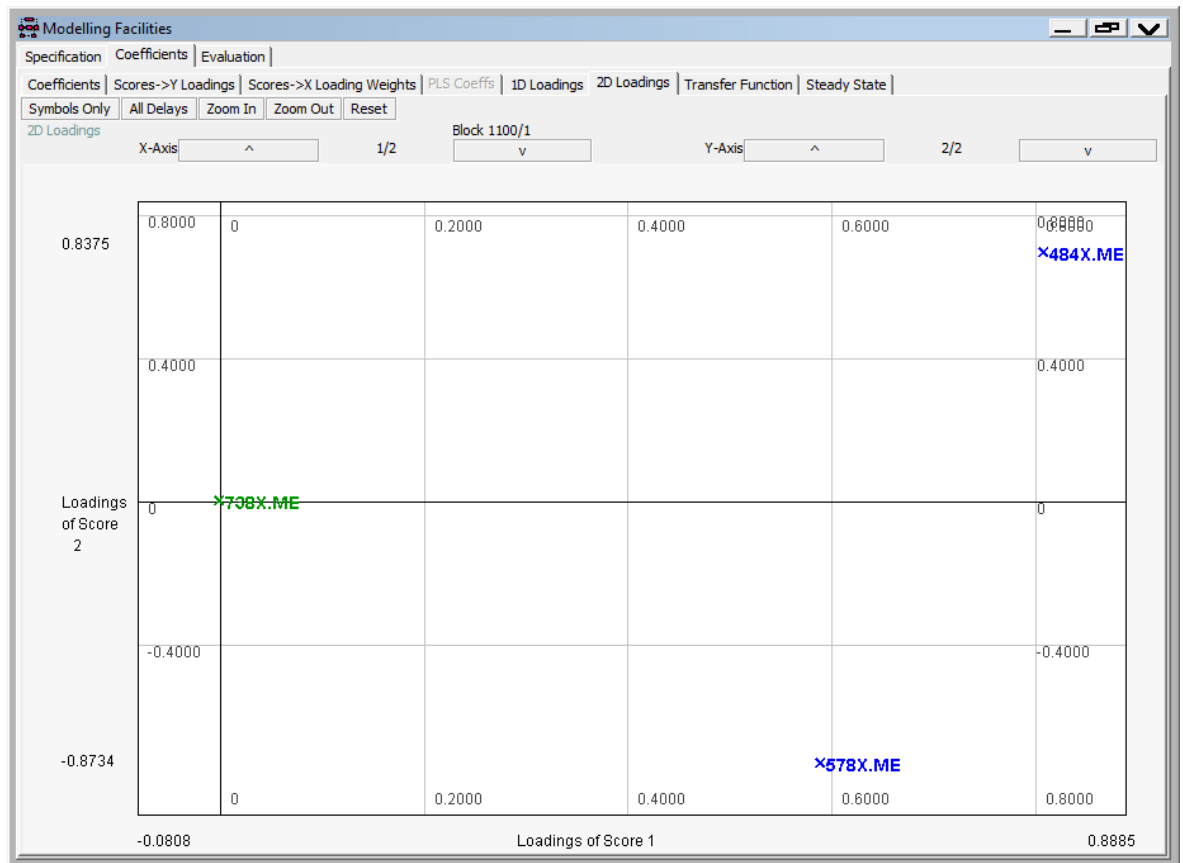 Modelling Facilities
Specification Coefficients Evaluation
Coefficients Scores->Y Loadings Scores->X Loading Weights PLS Coeffs 1D Loadings 2D Loadings Transfer Function Steady State
Symbols Only All Delays Zoom In Zoom Out Reset
2D Loadings Block 1100/1
X-Axis ^ 1/2 v Y-Axis ^ 2/2 v
0.8000 0 0.2000 0.4000 0.6000 0.8000
0.8375
×484X.ME
0.4000 0.4000
Loadings 0 ×708X.ME 0
of Score
2
-0.4000 -0.4000
-0.8734 ×578X.ME
0 0.2000 0.4000 0.6000 0.8000
-0.0808 Loadings of Score 1 0.8885